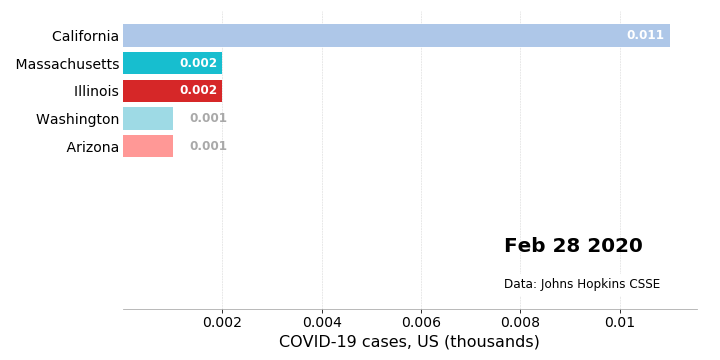 California 0.011
Massachusetts 0.002
Illinois 0.002
Washington 0.001
Arizona 0.001
Feb 28 2020
Data: Johns Hopkins CSSE
0.002 0.004 0.006 0.008 0.01
COVID-19 cases, US (thousands)